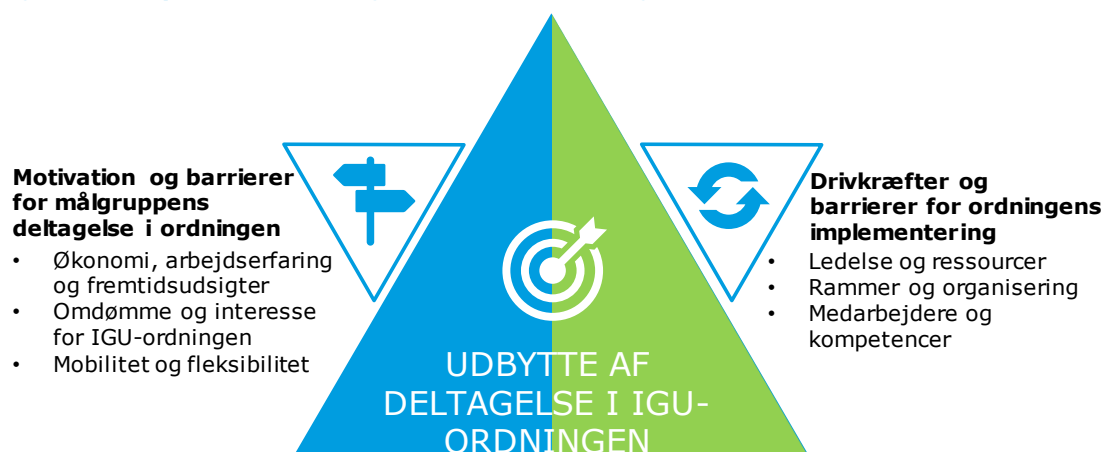 Motivation og barrierer
for målgruppens
deltagelse i ordningen
• Økonomi, arbejdserfaring
og fremtidsudsigter
• Omdømme og interesse
for IGU-ordningen
• Mobilitet og fleksibilitet
Drivkræfter og
barrierer for ordningens
implementering
• Ledelse og ressourcer
• Rammer og organisering
• Medarbejdere og
kompetencer
UDBYTTE AF
DELTAGELSE I IGU-
ORDNINGEN